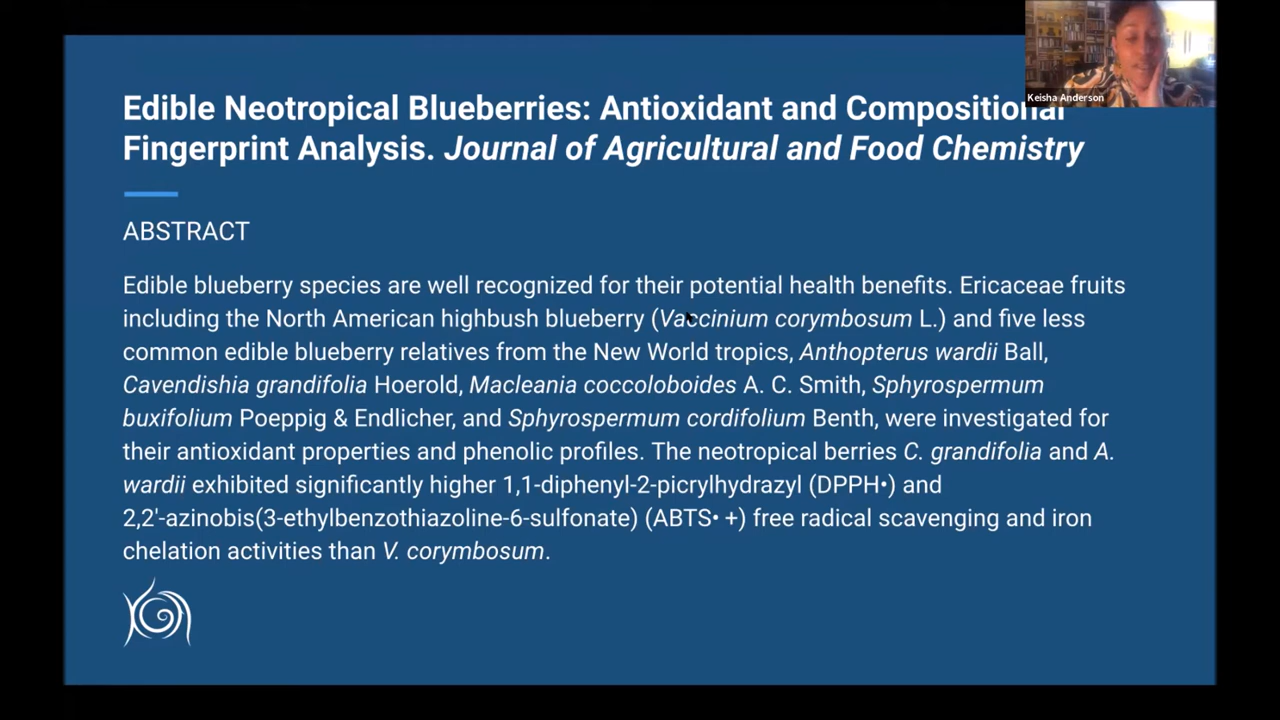 Edible Neotropical Blueberries: Antioxidant and Compositional
Fingerprint Analysis. Journal of Agricultural and Food Chemistry
Keisha Anderson
ABSTRACT
Edible blueberry species are well recognized for their potential health benefits. Ericaceae fruits
including the North American highbush blueberry (Vaccinium corymbosum L.) and five less
common edible blueberry relatives from the New World tropics, Anthopterus wardii Ball,
Cavendishia grandifolia Hoerold, Macleania coccoloboides A. C. Smith, Sphyrospermum
buxifolium Poeppig & Endlicher, and Sphyrospermum cordifolium Benth, were investigated for
their antioxidant properties and phenolic profiles. The neotropical berries C. grandifolia and A.
wardii exhibited significantly higher 1,1-diphenyl-2-picrylhydrazyl (DPPH•) and
2,2'-azinobis(3-ethylbenzothiazoline-6-sulfonate) (ABTS• +) free radical scavenging and iron
chelation activities than V. corymbosum.